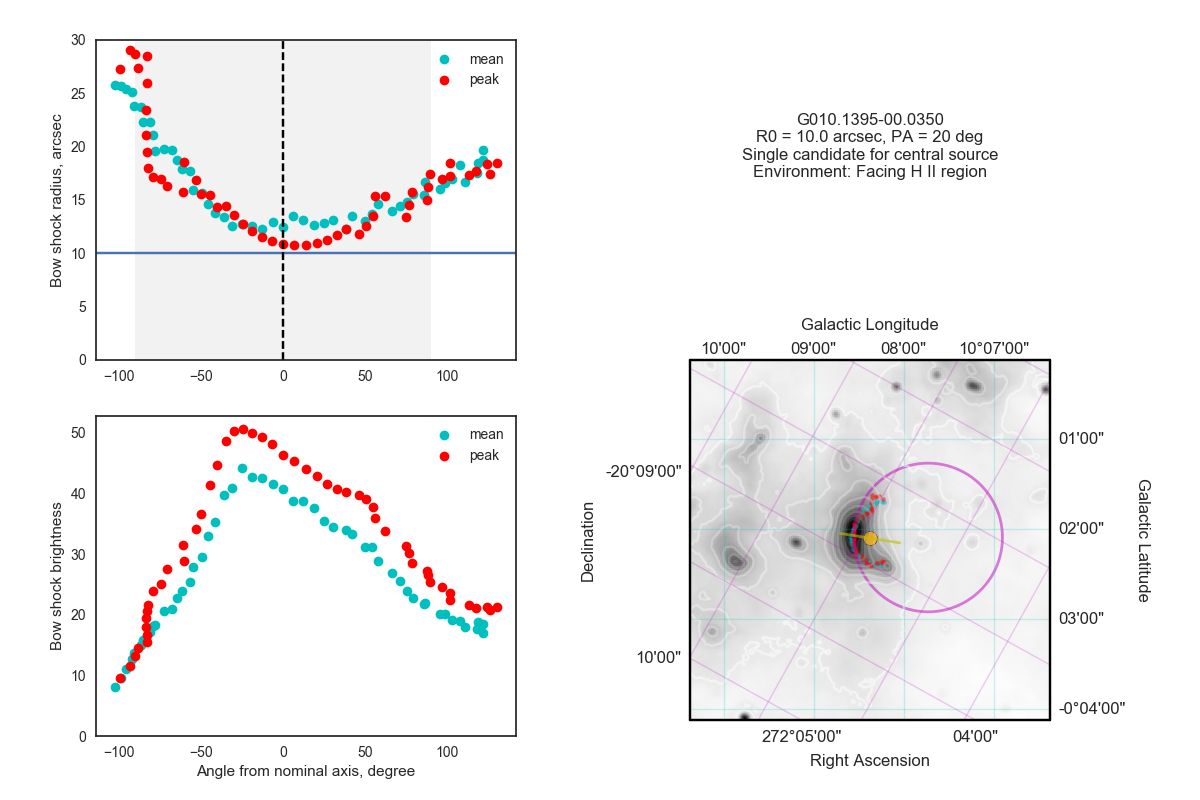 30
25
20
15
10
5
0
Bow shock radius, arcsec
mean
peak
−100
−50
0
50
100
50
40
30
20
10
0
Bow shock brightness
mean
peak
−100
−50
0
50
100
Angle from nominal axis, degree
G010.1395-00.0350
R0 = 10.0 arcsec, PA = 20 deg
Single candidate for central source
Environment: Facing H II region
Galactic Longitude
10'00" 09'00" 08'00" 10°07'00"
-20°09'00"
10'00"
Declination
01'00"
02'00"
03'00"
-0°04'00"
Galactic Latitude
272°05'00" 04'00"
Right Ascension